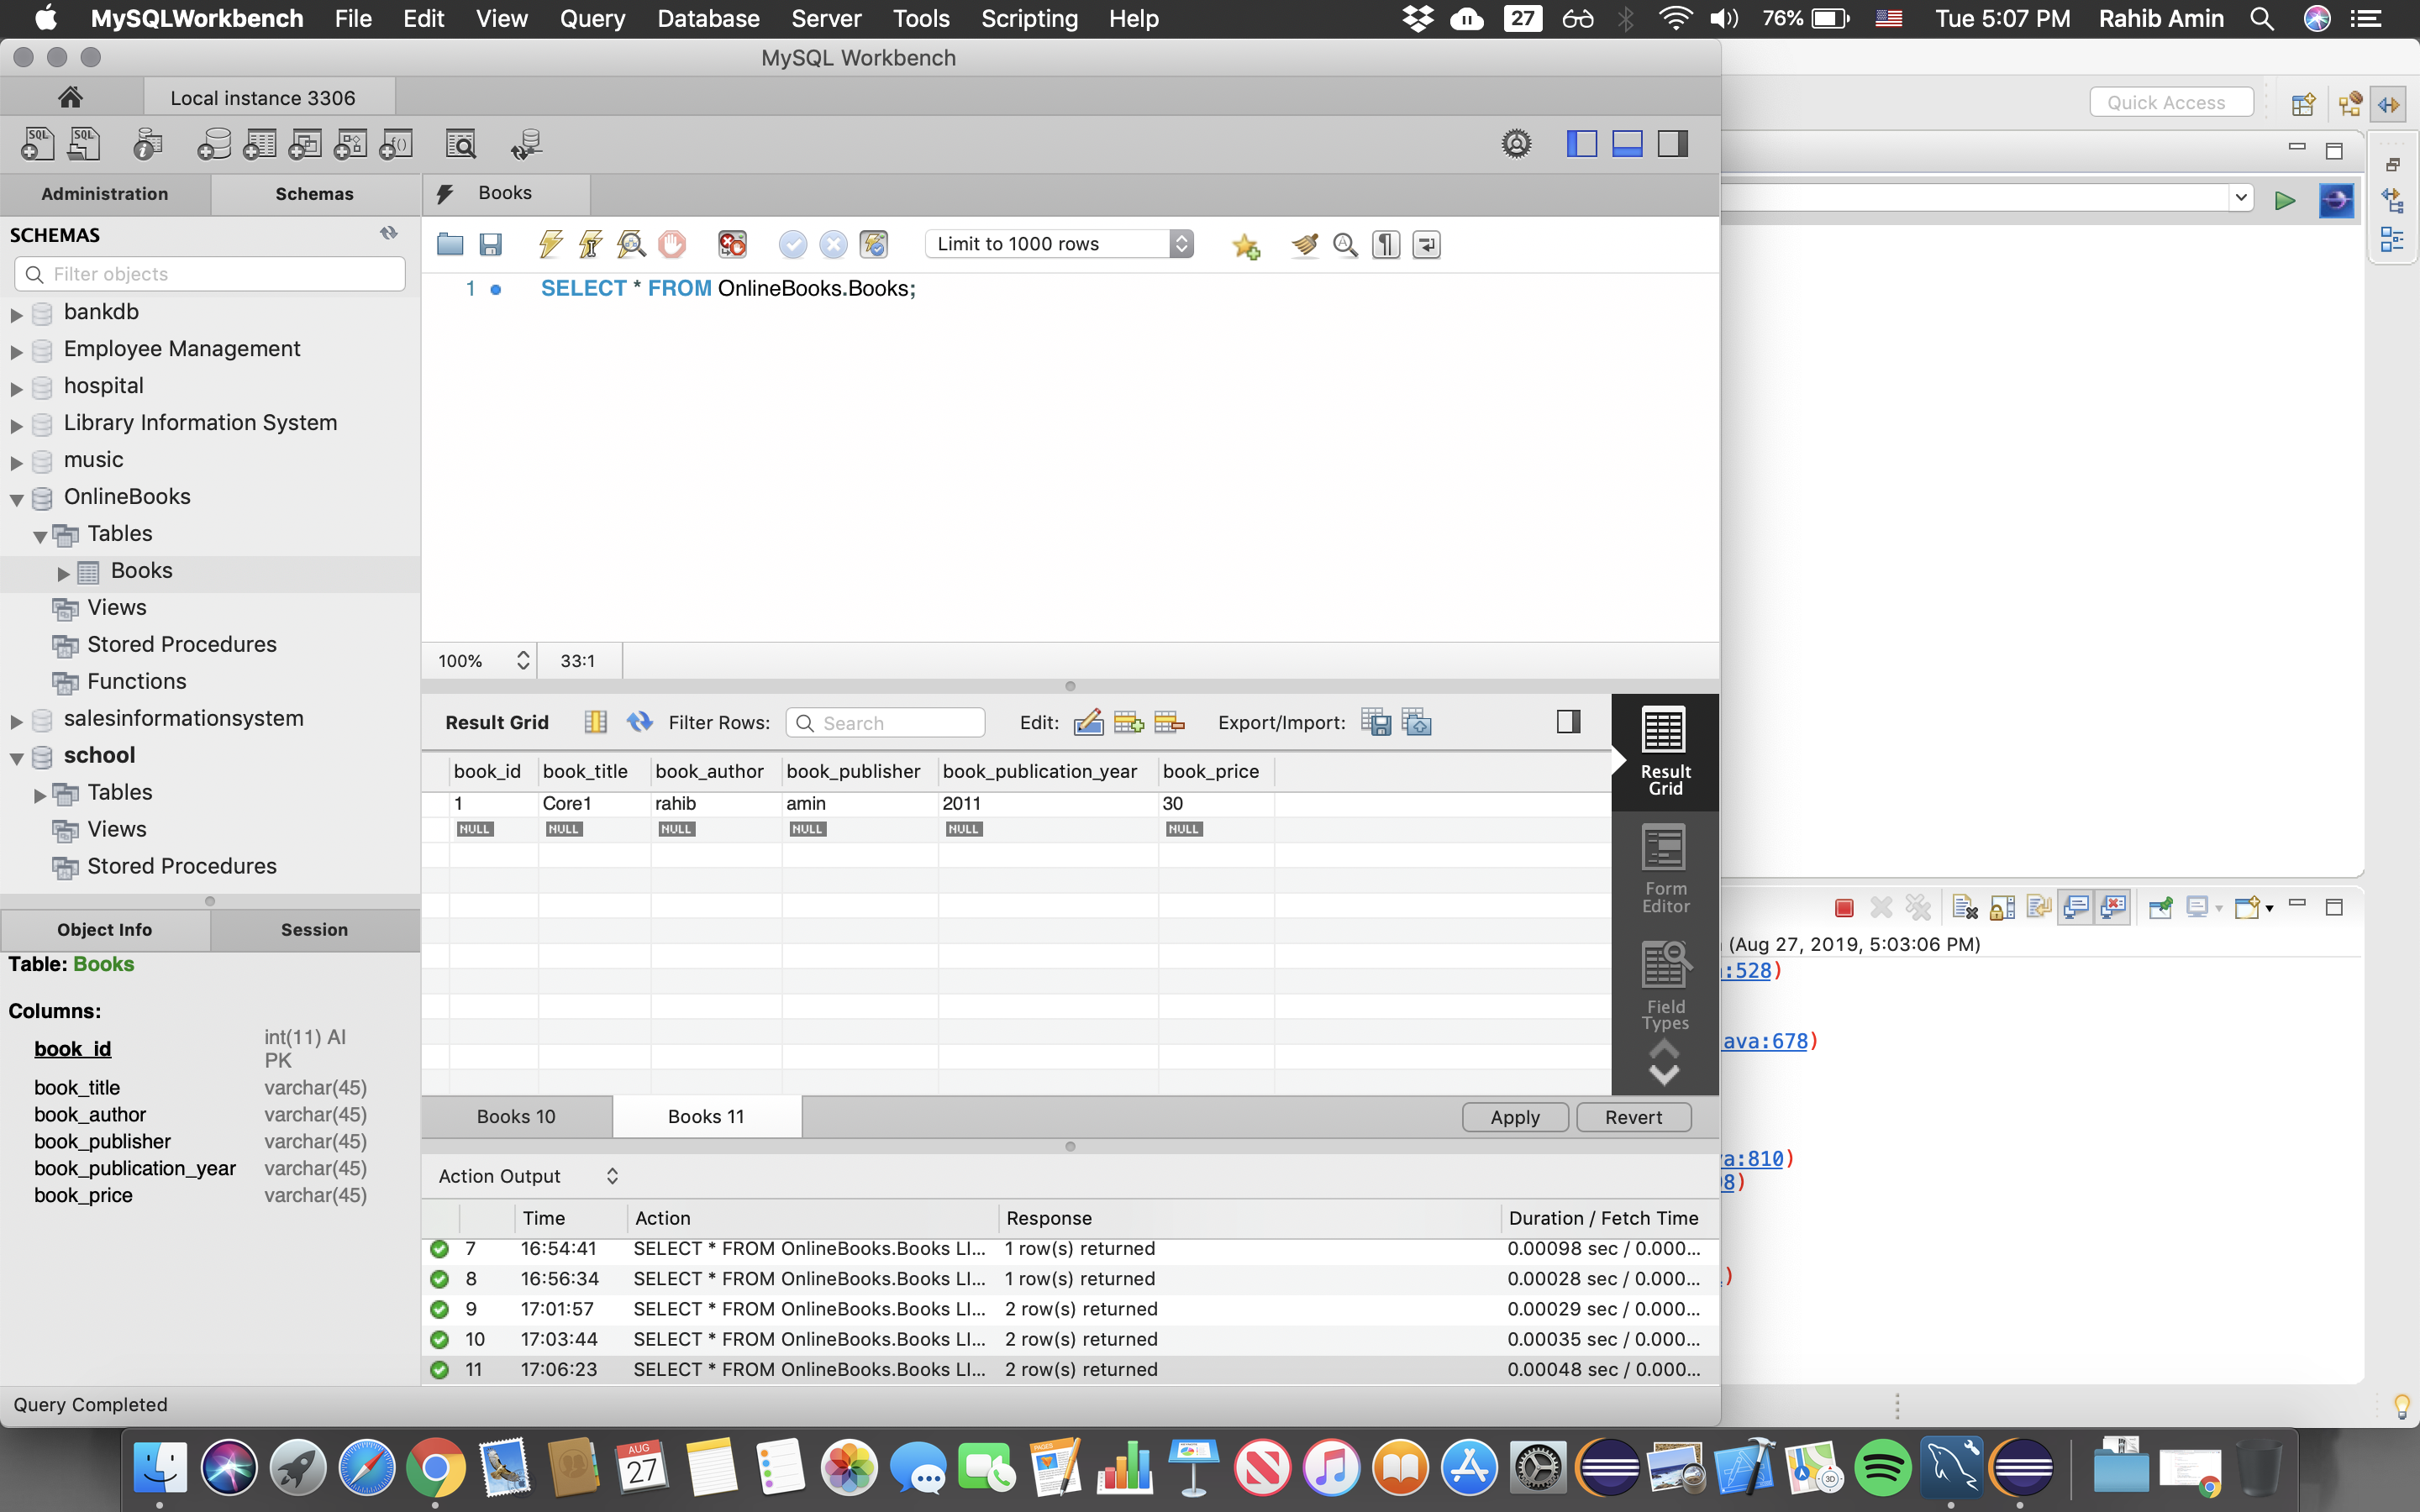 MySQLWorkbench File Edit View Query Database Server Tools Scripting Help 27 76% Tue 5:07 PM Rahib Amin
MySQL Workbench
Local instance 3306
Quick Access
SQL SQL
Administration Schemas Books
SCHEMAS
Filter objects
Limit to 1000 rows
1 SELECT * FROM OnlineBooks.Books;
bankdb
Employee Management
hospital
Library Information System
music
OnlineBooks
Tables
Books
Views
Stored Procedures
Functions
salesinformationsystem
school
Tables
Views
Stored Procedures
100% 33:1
Result Grid Filter Rows: Search Edit: Export/Import:
book_id book_title book_author book_publisher book_publication_year book_price
1 Core1 rahib amin 2011 30
NULL NULL NULL NULL NULL NULL
Result Grid
Form Editor
Field Types
Books 10 Books 11 Apply Revert
Object Info Session
Table: Books
Columns:
book_id int(11) AI PK
book_title varchar(45)
book_author varchar(45)
book_publisher varchar(45)
book_publication_year varchar(45)
book_price varchar(45)
Action Output
Time Action Response Duration / Fetch Time
7 16:54:41 SELECT * FROM OnlineBooks.Books LI... 1 row(s) returned 0.00098 sec / 0.000...
8 16:56:34 SELECT * FROM OnlineBooks.Books LI... 1 row(s) returned 0.00028 sec / 0.000...
9 17:01:57 SELECT * FROM OnlineBooks.Books LI... 2 row(s) returned 0.00029 sec / 0.000...
10 17:03:44 SELECT * FROM OnlineBooks.Books LI... 2 row(s) returned 0.00035 sec / 0.000...
11 17:06:23 SELECT * FROM OnlineBooks.Books LI... 2 row(s) returned 0.00048 sec / 0.000...
Query Completed
(Aug 27, 2019, 5:03:06 PM)
:528)
ava:678)
a:810)
8)
)
AUG
27
PAGES
3D